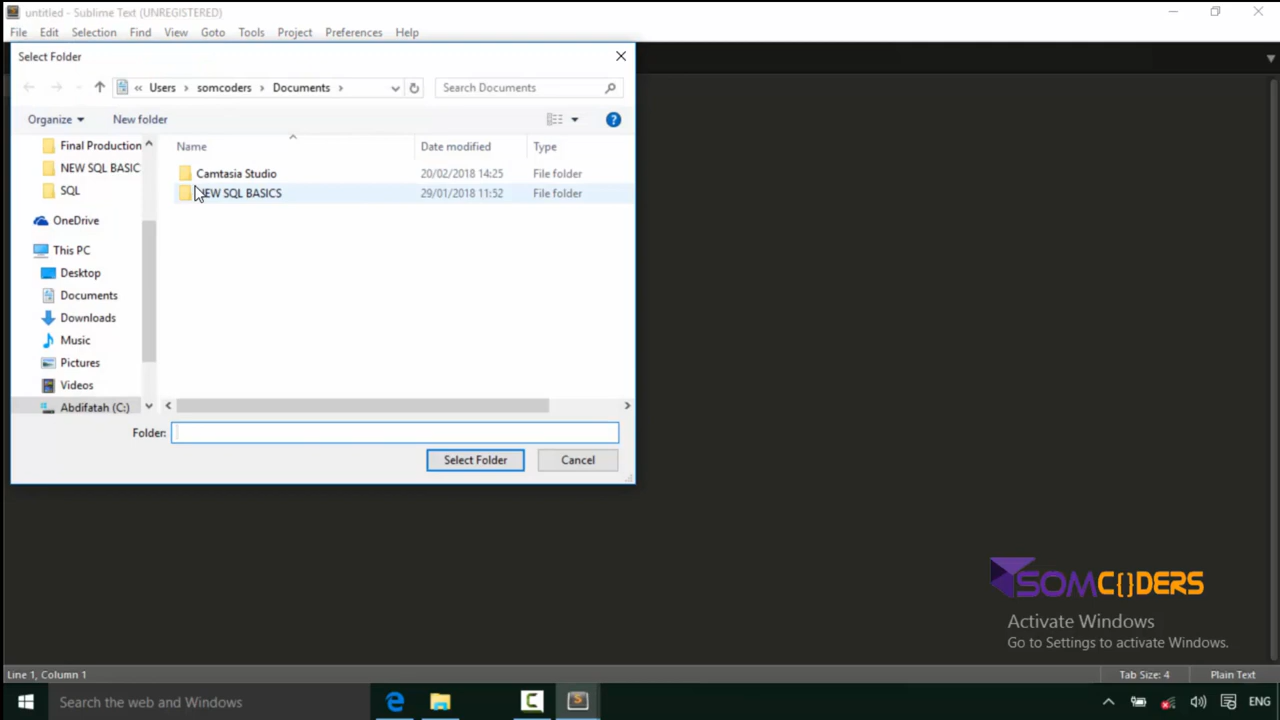 untitled - Sublime Text (UNREGISTERED)
File Edit Selection Find View Goto Tools Project Preferences Help
Select Folder
« Users › somcoders › Documents ›
Search Documents
Organize New folder
Name Date modified Type
Final Production
NEW SQL BASIC
SQL
OneDrive
This PC
Desktop
Documents
Downloads
Music
Pictures
Videos
Abdifatah (C:)
Camtasia Studio 20/02/2018 14:25 File folder
NEW SQL BASICS 29/01/2018 11:52 File folder
Folder:
Select Folder Cancel
SOMC{}DERS
Activate Windows
Go to Settings to activate Windows.
Line 1, Column 1 Tab Size: 4 Plain Text
Search the web and Windows
ENG